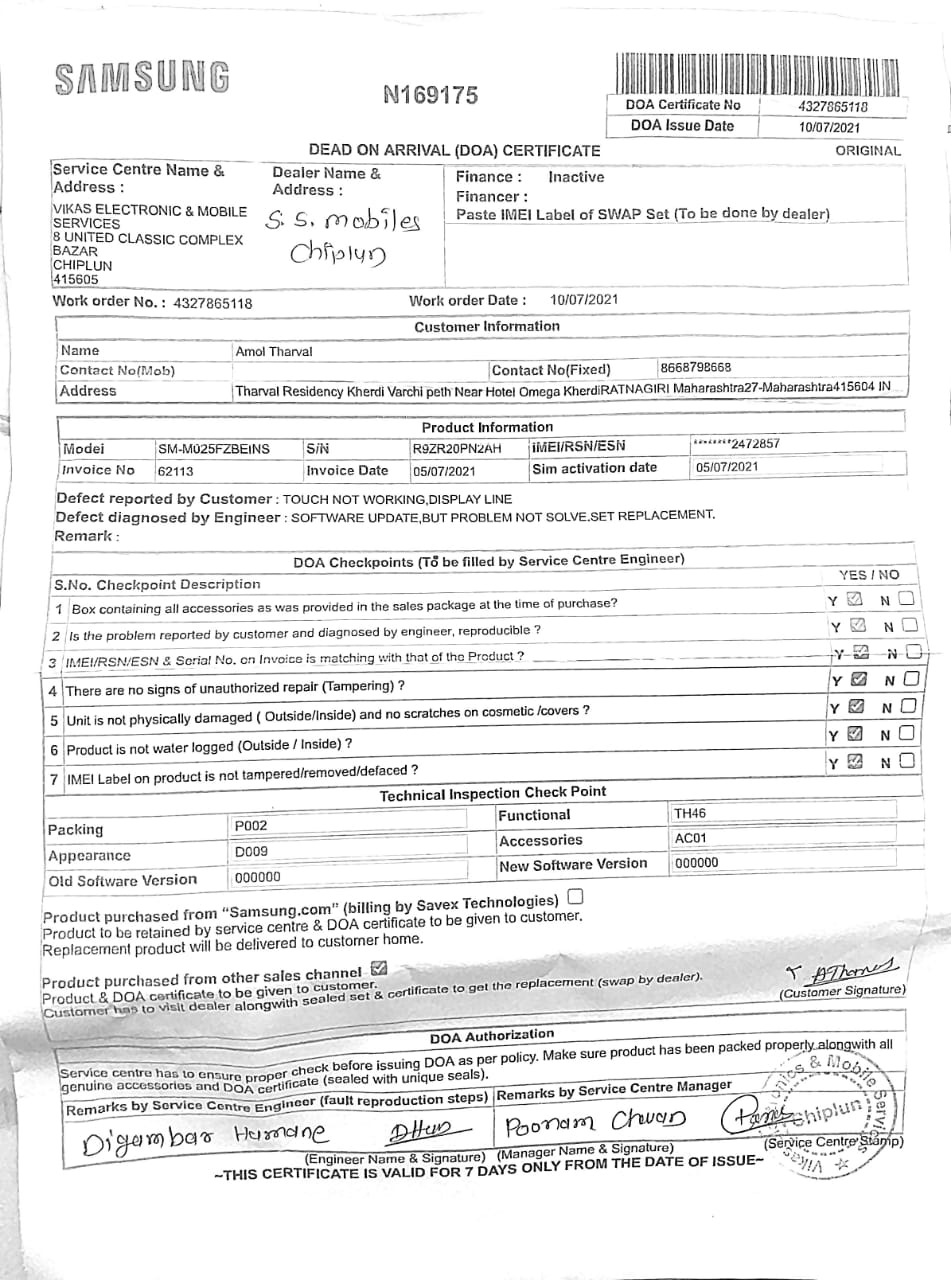 SAMSUNG
N169175
DOA Certificate No 4327865118
DOA Issue Date 10/07/2021
DEAD ON ARRIVAL (DOA) CERTIFICATE
ORIGINAL
Service Centre Name & Address :
VIKAS ELECTRONIC & MOBILE
SERVICES
8 UNITED CLASSIC COMPLEX
BAZAR
CHIPLUN
415605
Dealer Name & Address :
S. S. mobiles
Chiplun
Finance : Inactive
Financer :
Paste IMEI Label of SWAP Set (To be done by dealer)
Work order No. : 4327865118 Work order Date : 10/07/2021
Customer Information
Name Amol Tharval
Contact No(Mob) Contact No(Fixed) 8668798668
Address Tharval Residency Kherdi Varchi peth Near Hotel Omega KherdiRATNAGIRI Maharashtra27-Maharashtra415604 IN
Product Information
Model SM-M025FZBEINS S/N R9ZR20PN2AH IMEI/RSN/ESN ********2472857
Invoice No 62113 Invoice Date 05/07/2021 Sim activation date 05/07/2021
Defect reported by Customer : TOUCH NOT WORKING,DISPLAY LINE
Defect diagnosed by Engineer : SOFTWARE UPDATE,BUT PROBLEM NOT SOLVE.SET REPLACEMENT.
Remark :
DOA Checkpoints (To be filled by Service Centre Engineer)
S.No. Checkpoint Description YES / NO
1 Box containing all accessories as was provided in the sales package at the time of purchase? Y N
2 Is the problem reported by customer and diagnosed by engineer, reproducible ? Y N
3 IMEI/RSN/ESN & Serial No. on Invoice is matching with that of the Product ? Y N
4 There are no signs of unauthorized repair (Tampering) ? Y N
5 Unit is not physically damaged ( Outside/Inside) and no scratches on cosmetic /covers ? Y N
6 Product is not water logged (Outside / Inside) ? Y N
7 IMEI Label on product is not tampered/removed/defaced ? Y N
Technical Inspection Check Point
Packing P002 Functional TH46
Appearance D009 Accessories AC01
Old Software Version 000000 New Software Version 000000
Product purchased from "Samsung.com" (billing by Savex Technologies)
Product to be retained by service centre & DOA certificate to be given to customer.
Replacement product will be delivered to customer home.
Product purchased from other sales channel
Product & DOA certificate to be given to customer.
Customer has to visit dealer alongwith sealed set & certificate to get the replacement (swap by dealer).
(Customer Signature)
DOA Authorization
Service centre has to ensure proper check before issuing DOA as per policy. Make sure product has been packed properly alongwith all
genuine accessories and DOA certificate (sealed with unique seals).
Remarks by Service Centre Engineer (fault reproduction steps) Remarks by Service Centre Manager
Digambar Humane
Poonam Chvan
Chiplun
(Engineer Name & Signature) (Manager Name & Signature) (Service Centre Stamp)
~THIS CERTIFICATE IS VALID FOR 7 DAYS ONLY FROM THE DATE OF ISSUE~